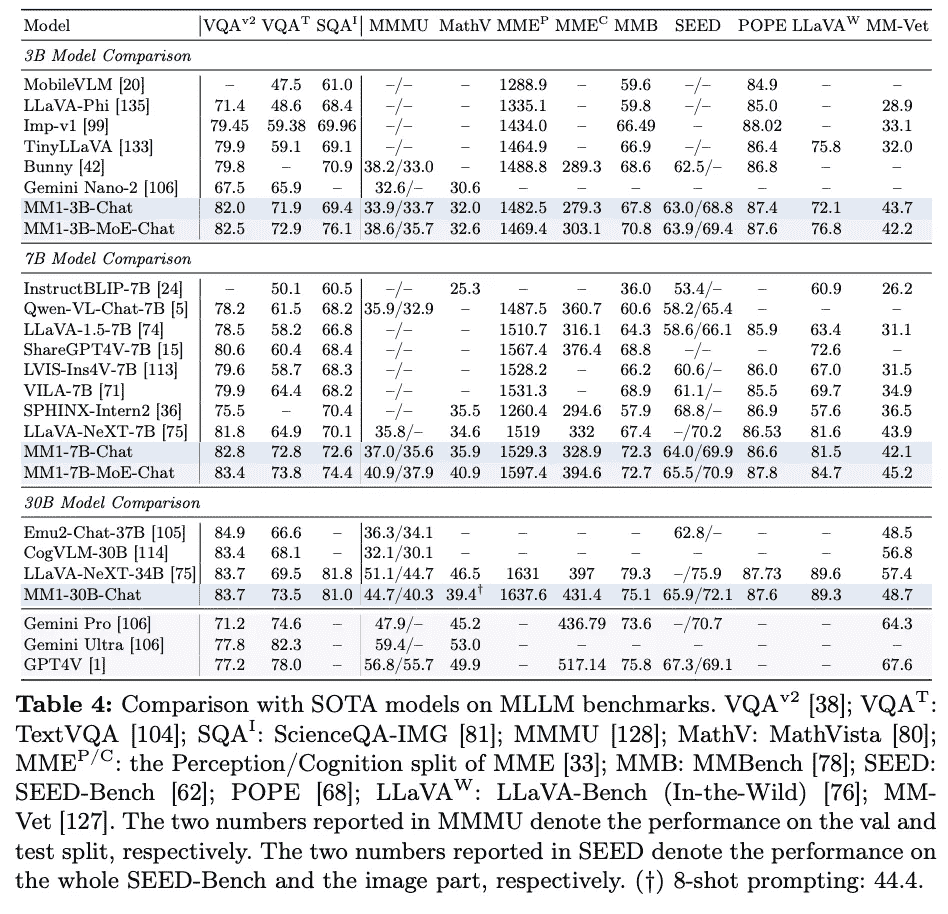 Model VQAv2 VQAT SQAI MMMU MathV MMEP MMEC MMB SEED POPE LLaVAW MM-Vet
3B Model Comparison
MobileVLM [20] – 47.5 61.0 –/– – 1288.9 – 59.6 –/– 84.9 – –
LLaVA-Phi [135] 71.4 48.6 68.4 –/– – 1335.1 – 59.8 –/– 85.0 – 28.9
Imp-v1 [99] 79.45 59.38 69.96 –/– – 1434.0 – 66.49 – 88.02 – 33.1
TinyLLaVA [133] 79.9 59.1 69.1 –/– – 1464.9 – 66.9 –/– 86.4 75.8 32.0
Bunny [42] 79.8 – 70.9 38.2/33.0 – 1488.8 289.3 68.6 62.5/– 86.8 – –
Gemini Nano-2 [106] 67.5 65.9 – 32.6/– 30.6 – – – – – – –
MM1-3B-Chat 82.0 71.9 69.4 33.9/33.7 32.0 1482.5 279.3 67.8 63.0/68.8 87.4 72.1 43.7
MM1-3B-MoE-Chat 82.5 72.9 76.1 38.6/35.7 32.6 1469.4 303.1 70.8 63.9/69.4 87.6 76.8 42.2
7B Model Comparison
InstructBLIP-7B [24] – 50.1 60.5 –/– 25.3 – – 36.0 53.4/– – 60.9 26.2
Qwen-VL-Chat-7B [5] 78.2 61.5 68.2 35.9/32.9 – 1487.5 360.7 60.6 58.2/65.4 – – –
LLaVA-1.5-7B [74] 78.5 58.2 66.8 –/– – 1510.7 316.1 64.3 58.6/66.1 85.9 63.4 31.1
ShareGPT4V-7B [15] 80.6 60.4 68.4 –/– – 1567.4 376.4 68.8 –/– – 72.6 –
LVIS-Ins4V-7B [113] 79.6 58.7 68.3 –/– – 1528.2 – 66.2 60.6/– 86.0 67.0 31.5
VILA-7B [71] 79.9 64.4 68.2 –/– – 1531.3 – 68.9 61.1/– 85.5 69.7 34.9
SPHINX-Intern2 [36] 75.5 – 70.4 –/– 35.5 1260.4 294.6 57.9 68.8/– 86.9 57.6 36.5
LLaVA-NeXT-7B [75] 81.8 64.9 70.1 35.8/– 34.6 1519 332 67.4 –/70.2 86.53 81.6 43.9
MM1-7B-Chat 82.8 72.8 72.6 37.0/35.6 35.9 1529.3 328.9 72.3 64.0/69.9 86.6 81.5 42.1
MM1-7B-MoE-Chat 83.4 73.8 74.4 40.9/37.9 40.9 1597.4 394.6 72.7 65.5/70.9 87.8 84.7 45.2
30B Model Comparison
Emu2-Chat-37B [105] 84.9 66.6 – 36.3/34.1 – – – – 62.8/– – – 48.5
CogVLM-30B [114] 83.4 68.1 – 32.1/30.1 – – – – – – – 56.8
LLaVA-NeXT-34B [75] 83.7 69.5 81.8 51.1/44.7 46.5 1631 397 79.3 –/75.9 87.73 89.6 57.4
MM1-30B-Chat 83.7 73.5 81.0 44.7/40.3 39.4† 1637.6 431.4 75.1 65.9/72.1 87.6 89.3 48.7
Gemini Pro [106] 71.2 74.6 – 47.9/– 45.2 – 436.79 73.6 –/70.7 – – 64.3
Gemini Ultra [106] 77.8 82.3 – 59.4/– 53.0 – – – – – – –
GPT4V [1] 77.2 78.0 – 56.8/55.7 49.9 – 517.14 75.8 67.3/69.1 – – 67.6
Table 4: Comparison with SOTA models on MLLM benchmarks. VQAv2 [38]; VQAT:
TextVQA [104]; SQAI: ScienceQA-IMG [81]; MMMU [128]; MathV: MathVista [80];
MMEP/C: the Perception/Cognition split of MME [33]; MMB: MMBench [78]; SEED:
SEED-Bench [62]; POPE [68]; LLaVAW: LLaVA-Bench (In-the-Wild) [76]; MM-
Vet [127]. The two numbers reported in MMMU denote the performance on the val and
test split, respectively. The two numbers reported in SEED denote the performance on
the whole SEED-Bench and the image part, respectively. (†) 8-shot prompting: 44.4.